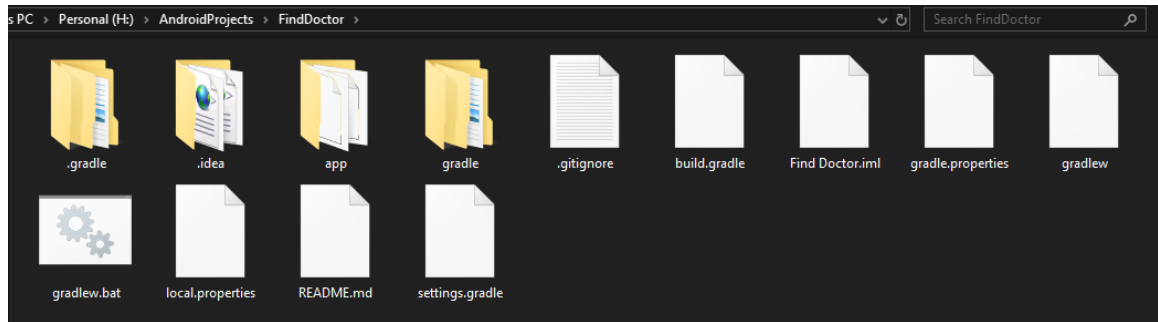 s PC > Personal (H:) > AndroidProjects > FindDoctor >
Search FindDoctor
.gradle
.idea
app
gradle
.gitignore
build.gradle
Find Doctor.iml
gradle.properties
gradlew
gradlew.bat
local.properties
README.md
settings.gradle